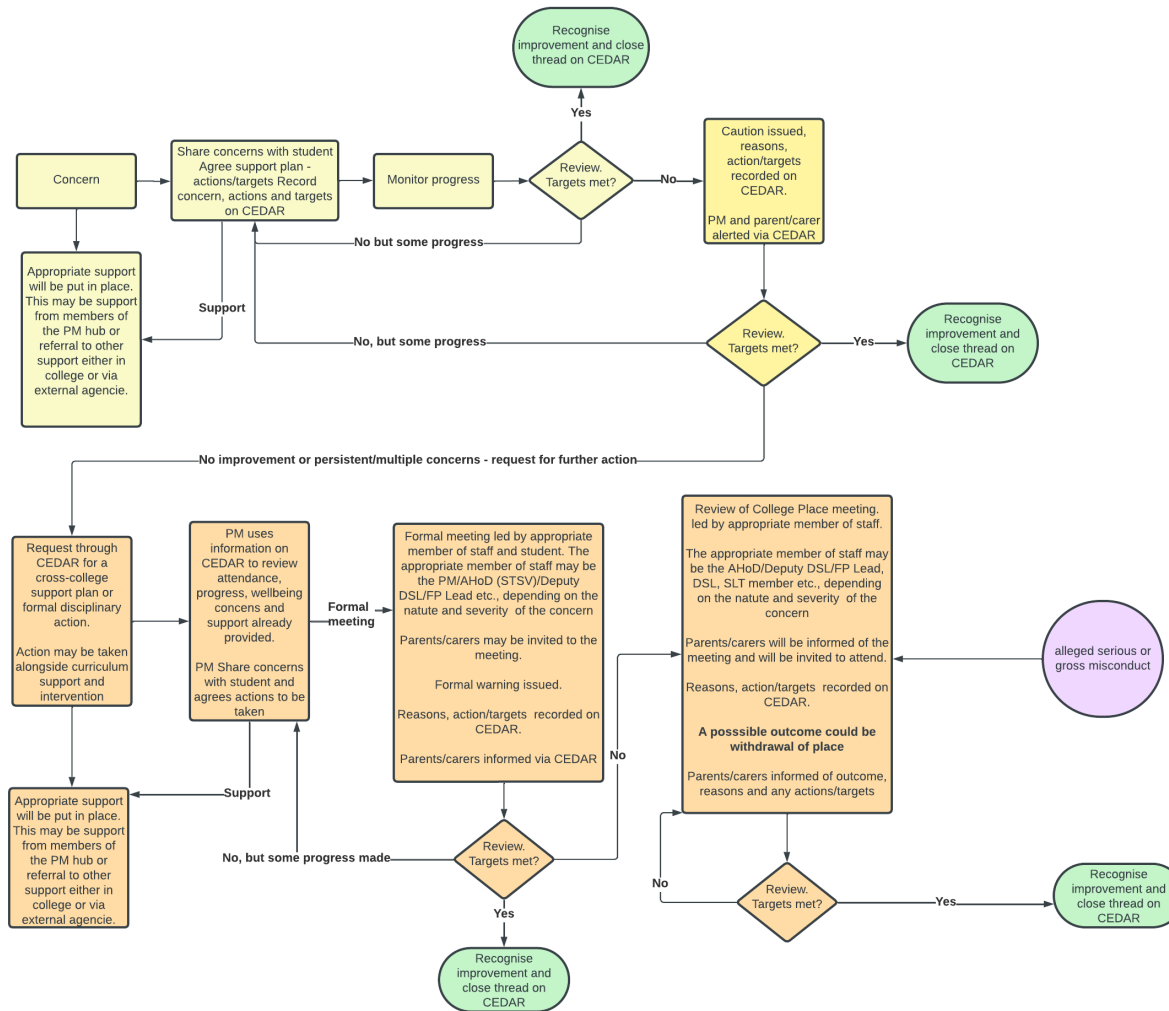 Recognise
improvement and close
thread on CEDAR
Yes
Concern
Share concerns with student
Agree support plan -
actions/targets Record
concern, actions and targets
on CEDAR
Monitor progress
Review.
Targets met?
No
Caution issued,
reasons,
action/targets
recorded on
CEDAR.
PM and parent/carer
alerted via CEDAR
No but some progress
Appropriate support
will be put in place.
This may be support
from members of
the PM hub or
referral to other
support either in
college or via
external agencie.
Support
No, but some progress
Review.
Targets met?
Yes
Recognise
improvement and
close thread on
CEDAR
No improvement or persistent/multiple concerns - request for further action
Request through
CEDAR for a
cross-college
support plan or
formal disciplinary
action.
Action may be taken
alongside curriculum
support and
intervention
PM uses
information on
CEDAR to review
attendance,
progress, wellbeing
concens and
support already
provided.
PM Share concerns
with student and
agrees actions to be
taken
Formal
meeting
Formal meeting led by appropriate
member of staff and student. The
appropriate member of staff may be
the PM/AHoD (STSV)/Deputy
DSL/FP Lead etc., depending on the
natute and severity of the concern
Parents/carers may be invited to the
meeting.
Formal warning issued.
Reasons, action/targets recorded on
CEDAR.
Parents/carers informed via CEDAR
No
Review of College Place meeting.
led by appropriate member of staff.
The appropriate member of staff may
be the AHoD/Deputy DSL/FP Lead,
DSL, SLT member etc., depending
on the natute and severity of the
concern
Parents/carers will be informed of the
meeting and will be invited to attend.
Reasons, action/targets recorded on
CEDAR.
A posssible outcome could be
withdrawal of place
Parents/carers informed of outcome,
reasons and any actions/targets
alleged serious or
gross misconduct
Support
Appropriate support
will be put in place.
This may be support
from members of
the PM hub or
referral to other
support either in
college or via
external agencie.
No, but some progress made
Review.
Targets met?
Yes
Recognise
improvement and
close thread on
CEDAR
No
Review.
Targets met?
Yes
Recognise
improvement and
close thread on
CEDAR